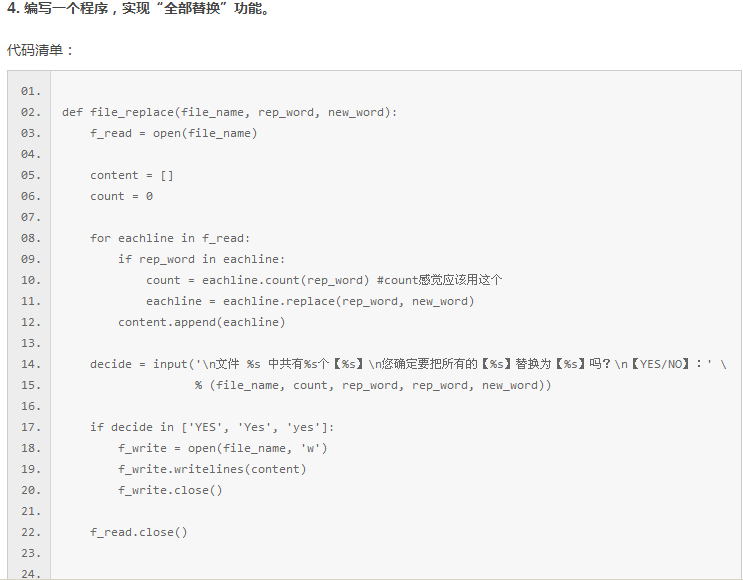 4. 编写一个程序，实现“全部替换”功能。
代码清单：
01.
02. def file_replace(file_name, rep_word, new_word):
03.     f_read = open(file_name)
04.
05.     content = []
06.     count = 0
07.
08.     for eachline in f_read:
09.         if rep_word in eachline:
10.             count = eachline.count(rep_word) #count感觉应该用这个
11.             eachline = eachline.replace(rep_word, new_word)
12.         content.append(eachline)
13.
14.     decide = input('\n文件 %s 中共有%s个【%s】\n您确定要把所有的【%s】替换为【%s】吗？\n【YES/NO】：' \
15.                    % (file_name, count, rep_word, rep_word, new_word))
16.
17.     if decide in ['YES', 'Yes', 'yes']:
18.         f_write = open(file_name, 'w')
19.         f_write.writelines(content)
20.         f_write.close()
21.
22.     f_read.close()
23.
24.